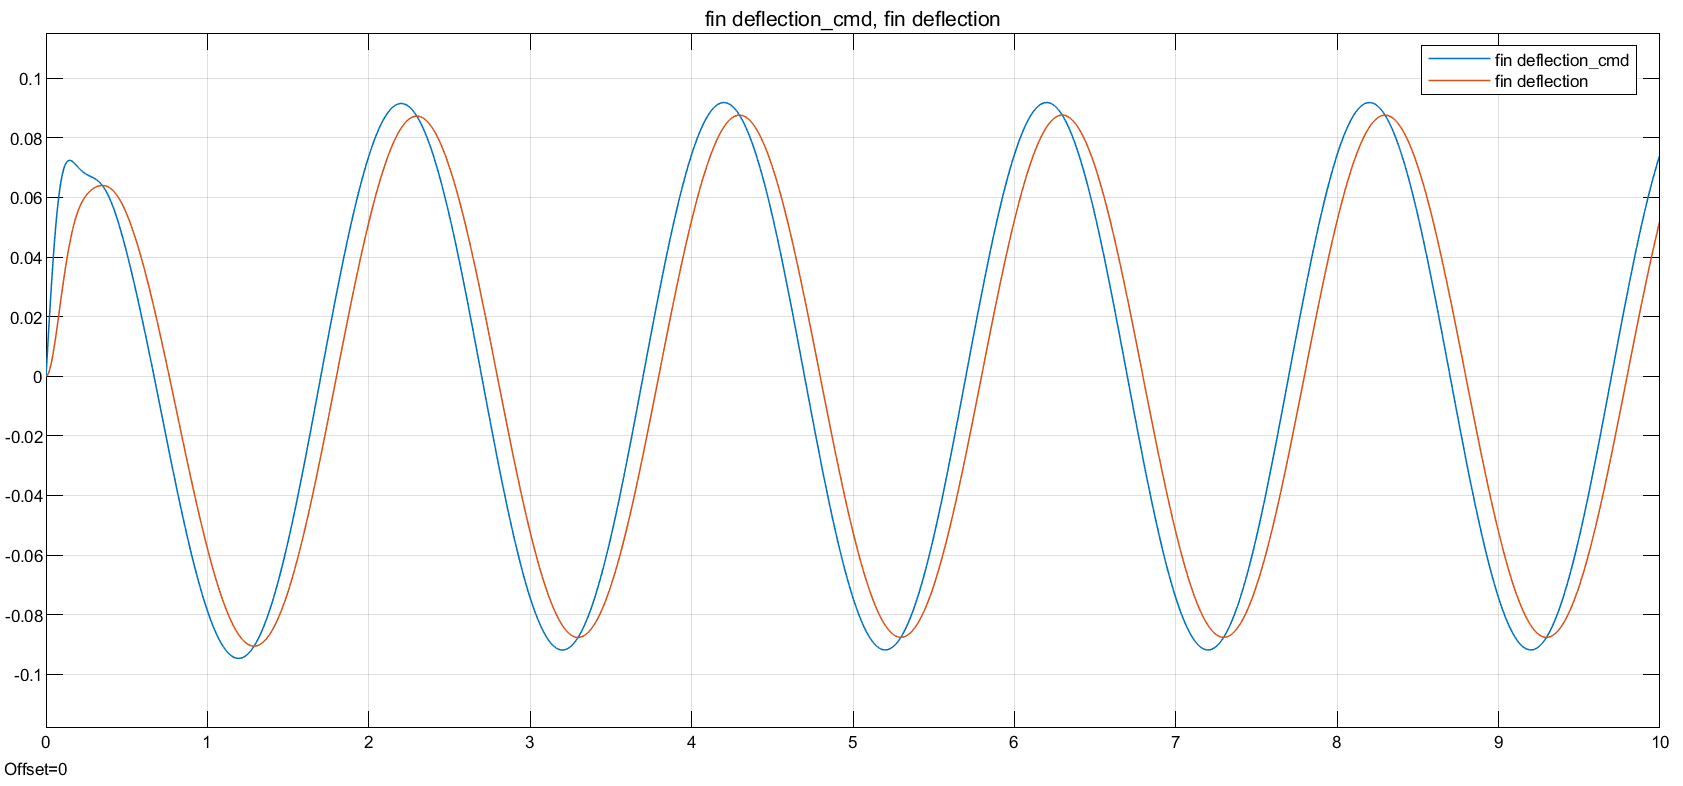 fin deflection_cmd, fin deflection
fin deflection_cmd
fin deflection
0.1
0.08
0.06
0.04
0.02
0
-0.02
-0.04
-0.06
-0.08
-0.1
0 1 2 3 4 5 6 7 8 9 10
Offset=0